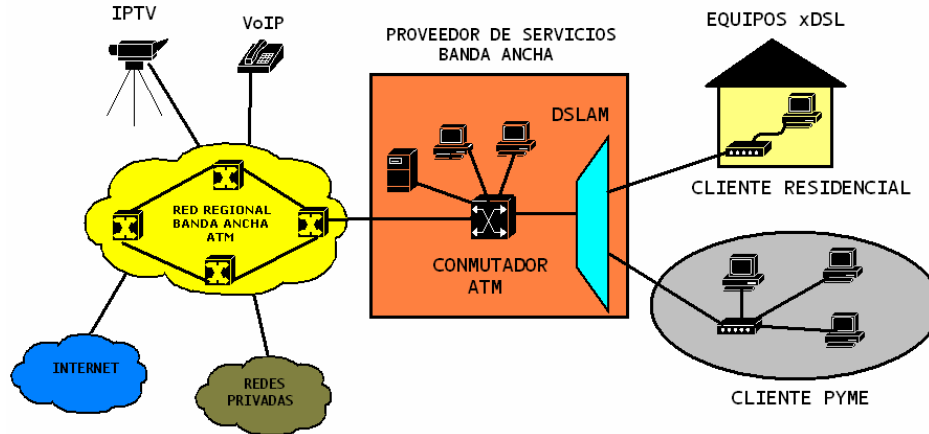 IPTV
VoIP
PROVEEDOR DE SERVICIOS
BANDA ANCHA
EQUIPOS xDSL
DSLAM
RED REGIONAL
BANDA ANCHA
ATM
CONMUTADOR
ATM
CLIENTE RESIDENCIAL
INTERNET
REDES
PRIVADAS
CLIENTE PYME